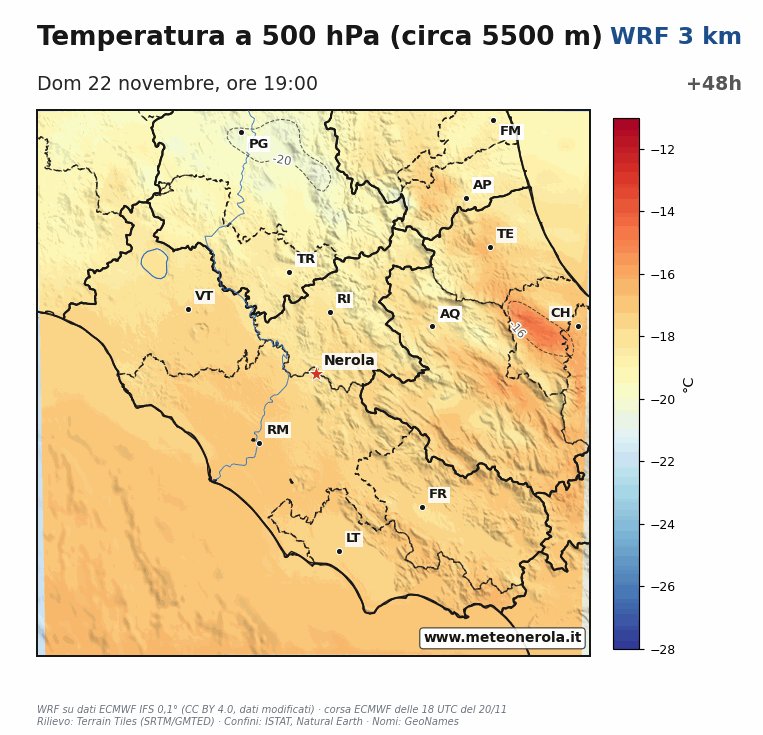 Temperatura a 500 hPa (circa 5500 m) WRF 3 km
Dom 22 novembre, ore 19:00 +48h
FM
PG
-20
AP
TE
TR
VT
RI
AQ
CH
-16
Nerola
RM
FR
LT
www.meteonerola.it
−12
−14
−16
−18
−20
−22
−24
−26
−28
°C
WRF su dati ECMWF IFS 0,1° (CC BY 4.0, dati modificati) · corsa ECMWF delle 18 UTC del 20/11
Rilievo: Terrain Tiles (SRTM/GMTED) · Confini: ISTAT, Natural Earth · Nomi: GeoNames